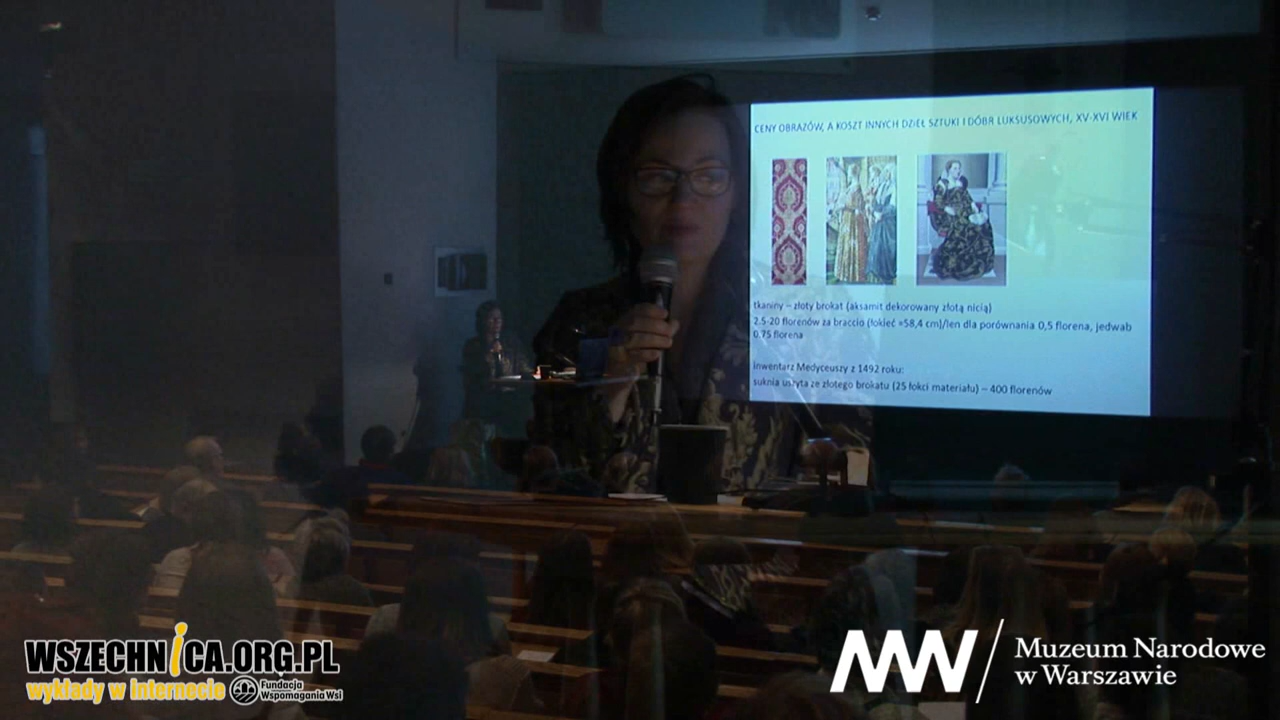 CENY OBRAZÓW, A KOSZT INNYCH DZIEŁ SZTUKI I DÓBR LUKSUSOWYCH, XV-XVI WIEK
tkaniny – złoty brokat (aksamit dekorowany złotą nicią)
2.5-20 florenów za braccio (łokieć =58,4 cm)/len dla porównania 0,5 florena, jedwab
0.75 florena
Inwentarz Medyceuszy z 1492 roku:
suknia uszyta ze złotego brokatu (25 łokci materiału) – 400 florenów
WSZECHNiCA.ORG.PL
wykłady w internecie
Fundacja
Wspomagania Wsi
MNW
Muzeum Narodowe
w Warszawie